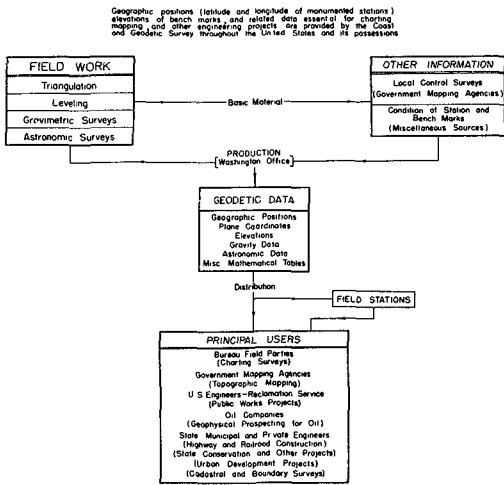 Geographic positions (latitude and longitude of monumented stations)
elevations of bench marks and related data essential for charting
mapping and other engineering projects are provided by the Coast
and Geodetic Survey throughout the United States and its possessions
FIELD WORK
Triangulation
Leveling
Gravimetric Surveys
Astronomic Surveys
Basic Material
OTHER INFORMATION
Local Control Surveys
(Government Mapping Agencies)
Condition of Station and
Bench Marks
(Miscellaneous Sources)
PRODUCTION
[Washington Office]
GEODETIC DATA
Geographic Positions
Plane Coordinates
Elevations
Gravity Data
Astronomic Data
Misc Mathematical Tables
Distribution
FIELD STATIONS
PRINCIPAL USERS
Bureau Field Parties
(Charting Surveys)
Government Mapping Agencies
(Topographic Mapping)
U S Engineers-Reclamation Service
(Public Works Projects)
Oil Companies
(Geophysical Prospecting for Oil)
State Municipal and Private Engineers
(Highway and Railroad Construction)
(State Conservation and Other Projects)
(Urban Development Projects)
(Cadastral and Boundary Surveys)